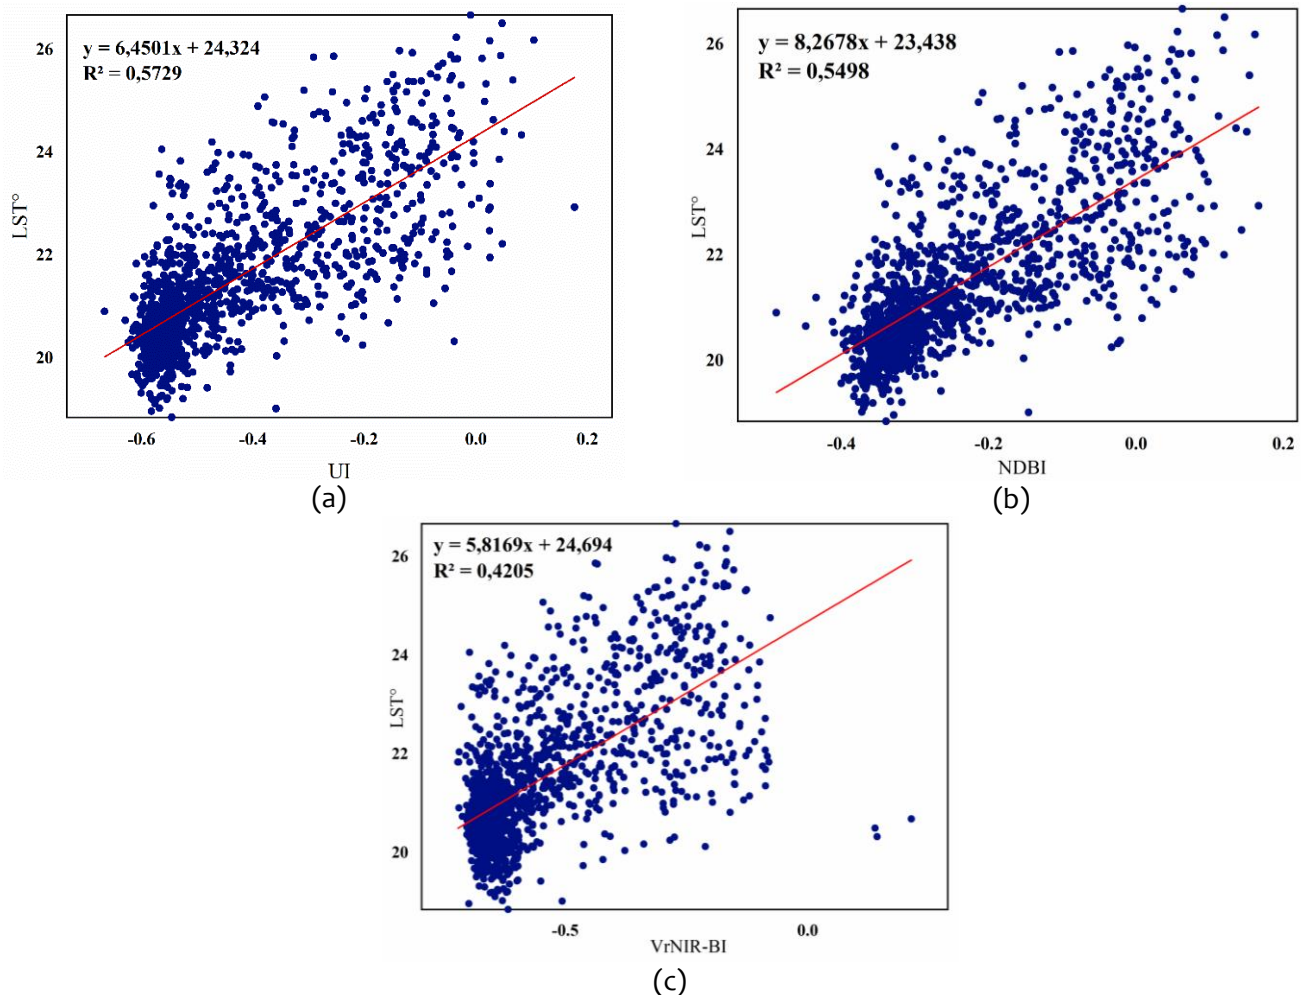 y = 6,4501x + 24,324
R² = 0,5729
26
24
22
20
LST°
-0.6 -0.4 -0.2 0.0 0.2
UI
(a)
y = 8,2678x + 23,438
R² = 0,5498
26
24
22
20
LST°
-0.4 -0.2 0.0 0.2
NDBI
(b)
y = 5,8169x + 24,694
R² = 0,4205
26
24
22
20
LST°
-0.5 0.0
VrNIR-BI
(c)